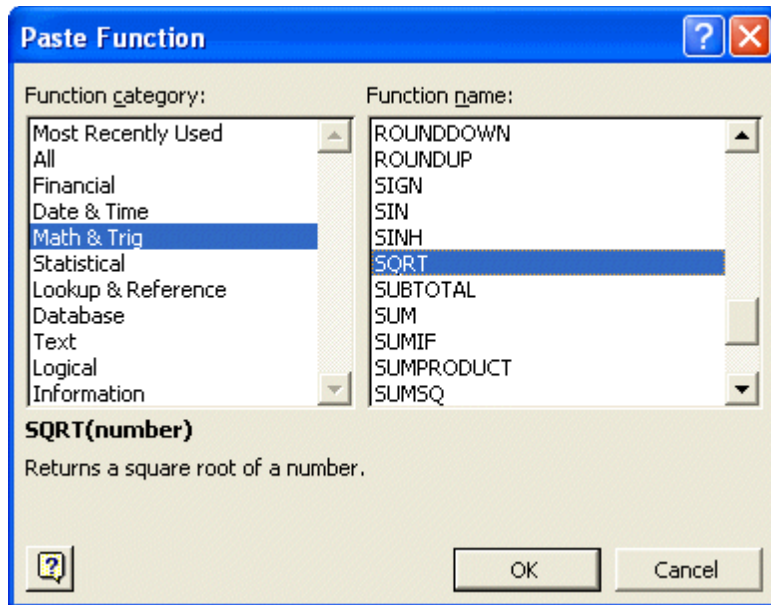 Paste Function
Function category:
Most Recently Used
All
Financial
Date & Time
Math & Trig
Statistical
Lookup & Reference
Database
Text
Logical
Information
Function name:
ROUNDDOWN
ROUNDUP
SIGN
SIN
SINH
SQRT
SUBTOTAL
SUM
SUMIF
SUMPRODUCT
SUMSQ
SQRT(number)
Returns a square root of a number.
OK
Cancel